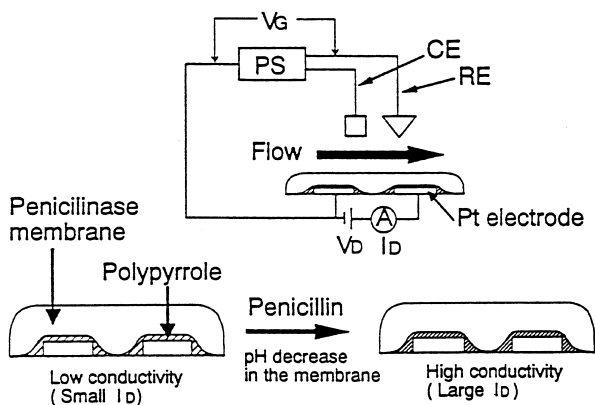 VG
PS
CE
RE
Flow
Pt electrode
A
VD
ID
Penicilinase
membrane
Polypyrrole
Penicillin
pH decrease
in the membrane
Low conductivity
( Small ID )
High conductivity
( Large ID )